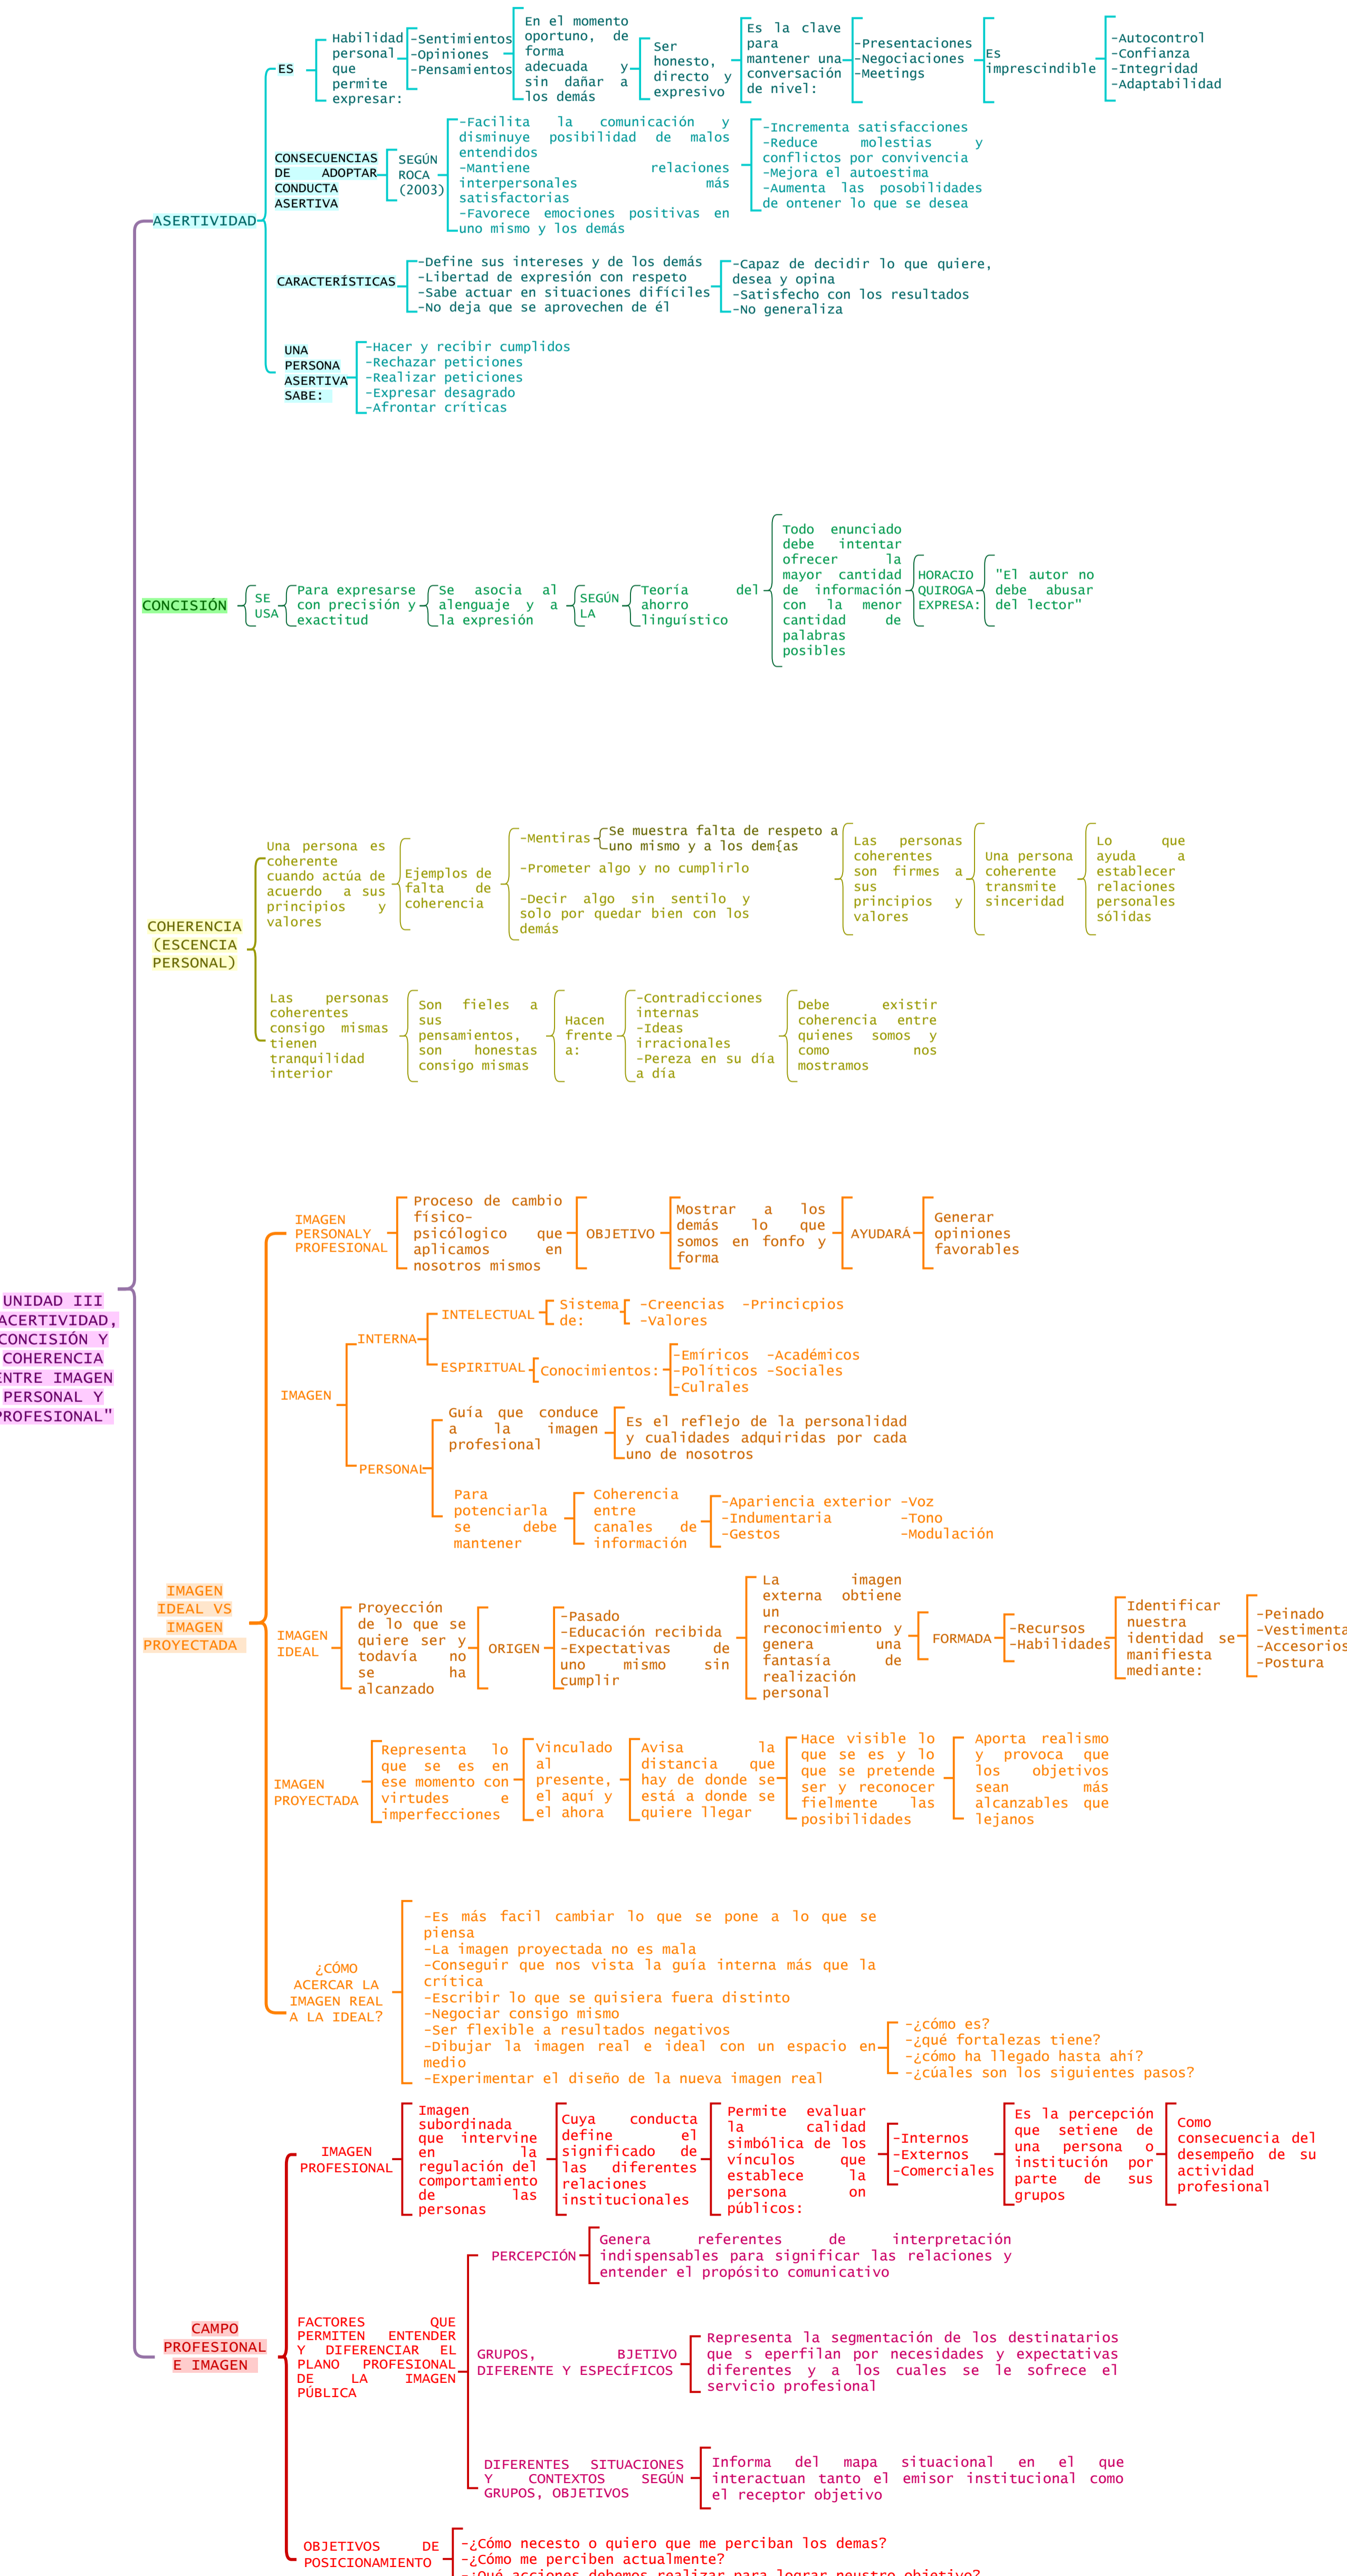 Habilidad
personal
que
permite
expresar:
ES
-Sentimientos
-Opiniones
-Pensamientos
En el momento
oportuno, de
forma
adecuada y
sin dañar a
los demás
Ser
honesto,
directo y
expresivo
Es la clave
para
mantener una
conversación
de nivel:
-Presentaciones
-Negociaciones
-Meetings
Es
imprescindible
-Autocontrol
-Confianza
-Integridad
-Adaptabilidad
ASERTIVIDAD
CONSECUENCIAS
DE ADOPTAR
CONDUCTA
ASERTIVA
SEGÚN
ROCA
(2003)
-Facilita la comunicación y
disminuye posibilidad de malos
entendidos
-Mantiene relaciones
interpersonales más
satisfactorias
-Favorece emociones positivas en
uno mismo y los demás
-Incrementa satisfacciones
-Reduce molestias y
conflictos por convivencia
-Mejora el autoestima
-Aumenta las posobilidades
de ontener lo que se desea
CARACTERÍSTICAS
-Define sus intereses y de los demás
-Libertad de expresión con respeto
-Sabe actuar en situaciones difíciles
-No deja que se aprovechen de él
-Capaz de decidir lo que quiere,
desea y opina
-Satisfecho con los resultados
-No generaliza
UNA
PERSONA
ASERTIVA
SABE:
-Hacer y recibir cumplidos
-Rechazar peticiones
-Realizar peticiones
-Expresar desagrado
-Afrontar críticas
CONCISIÓN
SE
USA
Para expresarse
con precisión y
exactitud
Se asocia al
alenguaje y a
la expresión
SEGÚN
LA
Teoría del
ahorro
linguístico
Todo enunciado
debe intentar
ofrecer la
mayor cantidad
de información
con la menor
cantidad de
palabras
posibles
HORACIO
QUIROGA
EXPRESA:
"El autor no
debe abusar
del lector"
COHERENCIA
(ESCENCIA
PERSONAL)
Una persona es
coherente
cuando actúa de
acuerdo a sus
principios y
valores
Ejemplos de
falta de
coherencia
-Mentiras
Se muestra falta de respeto a
uno mismo y a los dem{as
-Prometer algo y no cumplirlo
-Decir algo sin sentilo y
solo por quedar bien con los
demás
Las personas
coherentes
son firmes a
sus
principios y
valores
Una persona
coherente
transmite
sinceridad
Lo que
ayuda a
establecer
relaciones
personales
sólidas
Las personas
coherentes
consigo mismas
tienen
tranquilidad
interior
Son fieles a
sus
pensamientos,
son honestas
consigo mismas
Hacen
frente
a:
-Contradicciones
internas
-Ideas
irracionales
-Pereza en su día
a día
Debe existir
coherencia entre
quienes somos y
como nos
mostramos
UNIDAD III
ACERTIVIDAD,
CONCISIÓN Y
COHERENCIA
ENTRE IMAGEN
PERSONAL Y
PROFESIONAL"
IMAGEN
IDEAL VS
IMAGEN
PROYECTADA
IMAGEN
PERSONALY
PROFESIONAL
Proceso de cambio
físico-
psicólogico que
aplicamos en
nosotros mismos
OBJETIVO
Mostrar a los
demás lo que
somos en fonfo y
forma
AYUDARÁ
Generar
opiniones
favorables
IMAGEN
INTERNA
INTELECTUAL
Sistema
de:
-Creencias -Princicpios
-Valores
ESPIRITUAL
Conocimientos:
-Emiricos -Académicos
-Políticos -Sociales
-Culrales
PERSONAL
Guía que conduce
a la imagen
profesional
Es el reflejo de la personalidad
y cualidades adquiridas por cada
uno de nosotros
Para
potenciarla
se debe
mantener
Coherencia
entre
canales de
información
-Apariencia exterior -Voz
-Indumentaria -Tono
-Gestos -Modulación
IMAGEN
IDEAL
Proyección
de lo que se
quiere ser y
todavía no
se ha
alcanzado
ORIGEN
-Pasado
-Educación recibida
-Expectativas de
uno mismo sin
cumplir
La imagen
externa obtiene
un
reconocimiento y
genera una
fantasía de
realización
personal
FORMADA
-Recursos
-Habilidades
Identificar
nuestra
identidad se
manifiesta
mediante:
-Peinado
-Vestimenta
-Accesorios
-Postura
IMAGEN
PROYECTADA
Representa lo
que se es en
ese momento con
virtudes e
imperfecciones
Vinculado
al
presente,
el aquí y
el ahora
Avisa la
distancia que
hay de donde se
está a donde se
quiere llegar
Hace visible lo
que se es y lo
que se pretende
ser y reconocer
fielmente las
posibilidades
Aporta realismo
y provoca que
los objetivos
sean más
alcanzables que
lejanos
¿CÓMO
ACERCAR LA
IMAGEN REAL
A LA IDEAL?
-Es más facil cambiar lo que se pone a lo que se
piensa
-La imagen proyectada no es mala
-Conseguir que nos vista la guía interna más que la
crítica
-Escribir lo que se quisiera fuera distinto
-Negociar consigo mismo
-Ser flexible a resultados negativos
-Dibujar la imagen real e ideal con un espacio en
medio
-Experimentar el diseño de la nueva imagen real
-¿cómo es?
-¿qué fortalezas tiene?
-¿cómo ha llegado hasta ahí?
-¿cúales son los siguientes pasos?
CAMPO
PROFESIONAL
E IMAGEN
IMAGEN
PROFESIONAL
Imagen
subordinada
que intervine
en la
regulación del
comportamiento
de las
personas
Cuya conducta
define el
significado de
las diferentes
relaciones
institucionales
Permite evaluar
la calidad
simbólica de los
vínculos que
establece la
persona on
públicos:
-Internos
-Externos
-Comerciales
Es la percepción
que setiene de
una persona o
institución por
parte de sus
grupos
Como
consecuencia del
desempeño de su
actividad
profesional
FACTORES QUE
PERMITEN ENTENDER
Y DIFERENCIAR EL
PLANO PROFESIONAL
DE LA IMAGEN
PÚBLICA
PERCEPCIÓN
Genera referentes de interpretación
indispensables para significar las relaciones y
entender el propósito comunicativo
GRUPOS, BJETIVO
DIFERENTE Y ESPECÍFICOS
Representa la segmentación de los destinatarios
que s eperfilan por necesidades y expectativas
diferentes y a los cuales se le sofrece el
servicio profesional
DIFERENTES SITUACIONES
Y CONTEXTOS SEGÚN
GRUPOS, OBJETIVOS
Informa del mapa situacional en el que
interactuan tanto el emisor institucional como
el receptor objetivo
OBJETIVOS DE
POSICIONAMIENTO
-¿Cómo necesto o quiero que me perciban los demas?
-¿Cómo me perciben actualmente?
-¿Qué acciones debemos realizar para lograr neustro objetivo?